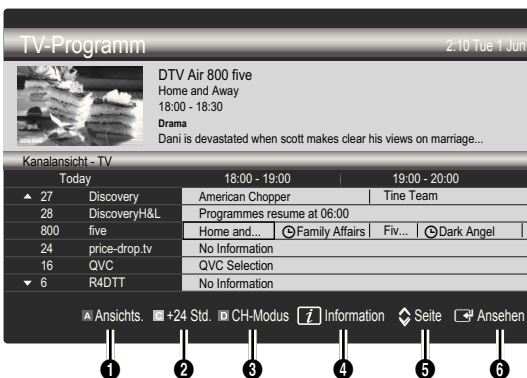 TV-Programm 2:10 Tue 1 Jun
DTV Air 800 five
Home and Away
18:00 - 18:30
Drama
Dani is devastated when scott makes clear his views on marriage...
800 five
Kanalansicht - TV
Today 18:00 - 19:00 19:00 - 20:00
▲ 27 Discovery American Chopper Tine Team
28 DiscoveryH&L Programmes resume at 06:00
800 five Home and... Family Affairs Fiv... Dark Angel
24 price-drop.tv No Information
16 QVC QVC Selection
▼ 6 R4DTT No Information
A Ansichts. C +24 Std. D CH-Modus i Information Seite Ansehen
1 2 3 4 5 6